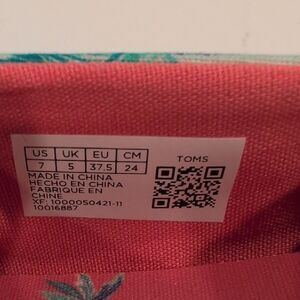 US UK EU CM TOMS
7 5 37.5 24
MADE IN CHINA
HECHO EN CHINA
FABRIQUE EN
CHINE
XF: 1000050421-11
10016887